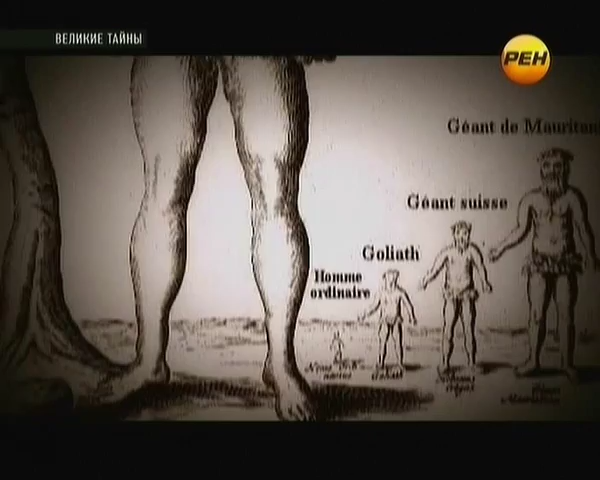 ВЕЛИКИЕ ТАЙНЫ
РЕН
Géant de Mauritan
Géant suisse
Goliath
Homme
ordinaire